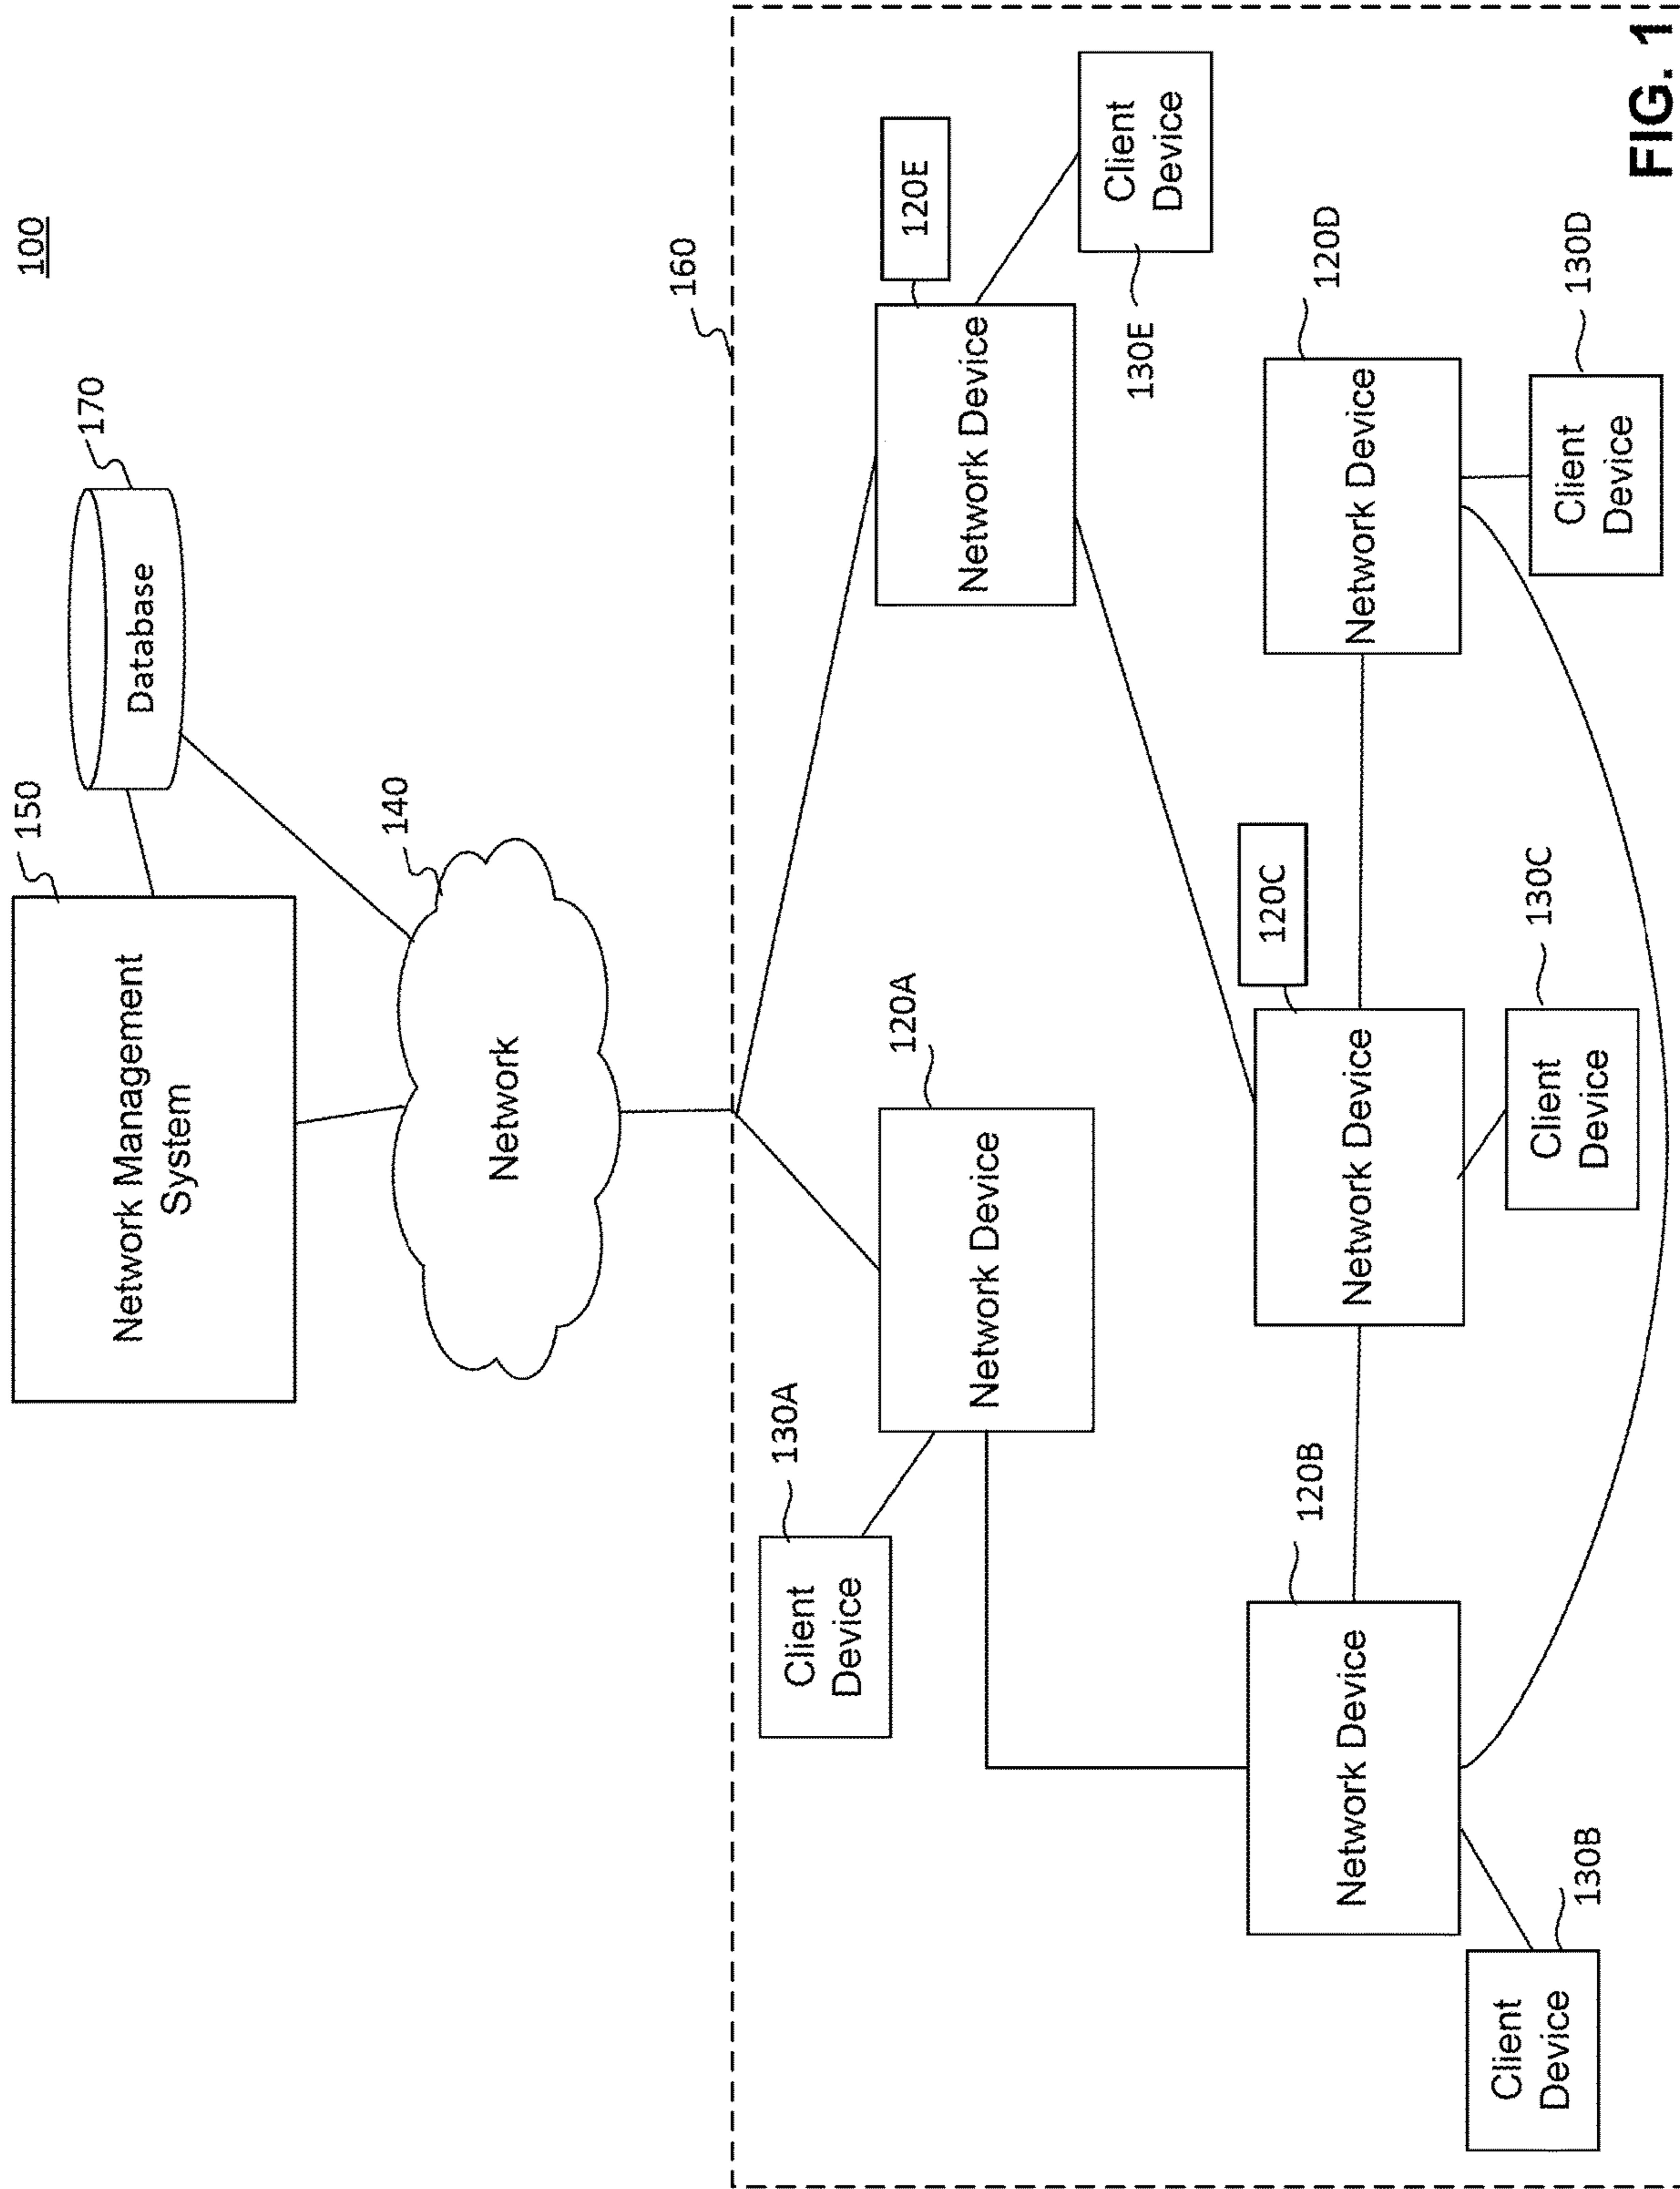 100
150
Network Management
System
170
Database
140
Network
160
130A
Client
Device
120A
Network Device
120E
Network Device
Client
Device
130E
120B
Network Device
120C
Network Device
120D
Network Device
Client
Device
130B
130C
Client
Device
130D
Client
Device
FIG. 1